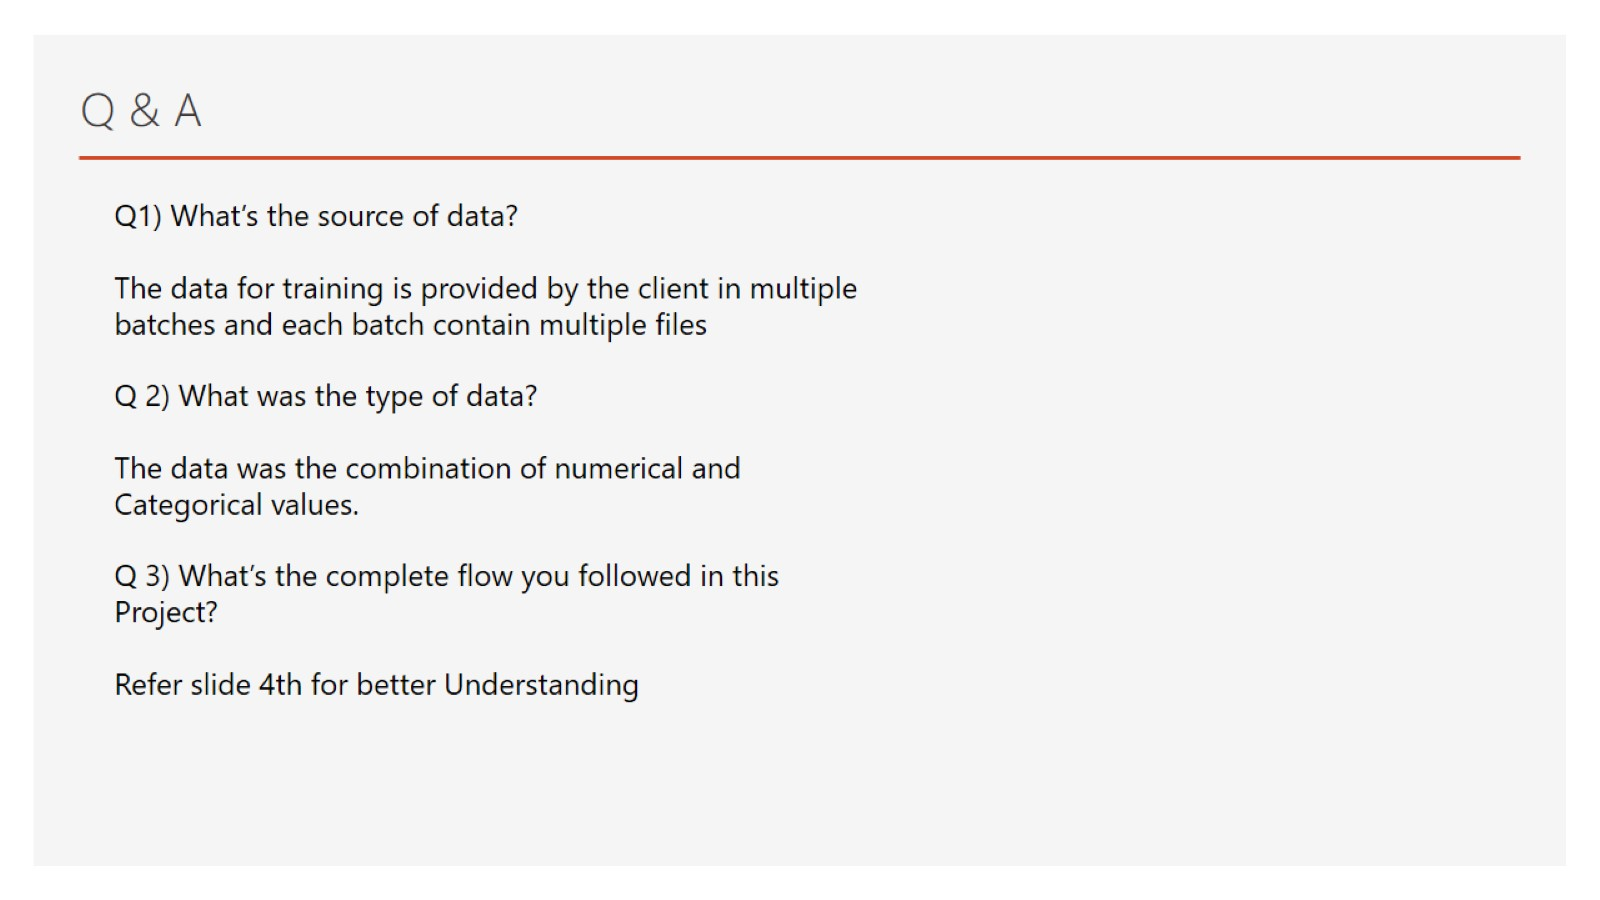 Q & A
Q1) What's the source of data?
The data for training is provided by the client in multiple
batches and each batch contain multiple files
Q 2) What was the type of data?
The data was the combination of numerical and
Categorical values.
Q 3) What's the complete flow you followed in this
Project?
Refer slide 4th for better Understanding